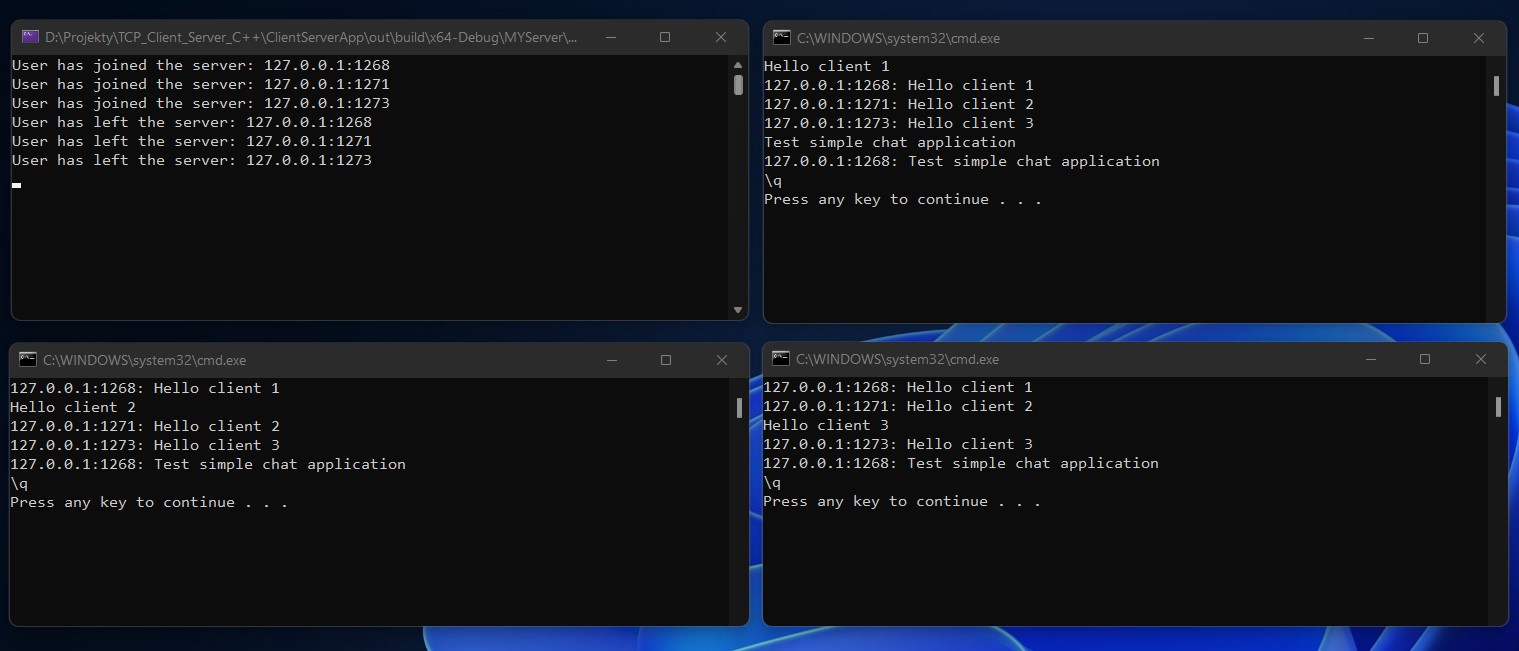 D:\Projekty\TCP_Client_Server_C++\ClientServerApp\out\build\x64-Debug\MYServer\...
User has joined the server: 127.0.0.1:1268
User has joined the server: 127.0.0.1:1271
User has joined the server: 127.0.0.1:1273
User has left the server: 127.0.0.1:1268
User has left the server: 127.0.0.1:1271
User has left the server: 127.0.0.1:1273
C:\WINDOWS\system32\cmd.exe
Hello client 1
127.0.0.1:1268: Hello client 1
127.0.0.1:1271: Hello client 2
127.0.0.1:1273: Hello client 3
Test simple chat application
127.0.0.1:1268: Test simple chat application
\q
Press any key to continue . . .
C:\WINDOWS\system32\cmd.exe
127.0.0.1:1268: Hello client 1
Hello client 2
127.0.0.1:1271: Hello client 2
127.0.0.1:1273: Hello client 3
127.0.0.1:1268: Test simple chat application
\q
Press any key to continue . . .
C:\WINDOWS\system32\cmd.exe
127.0.0.1:1268: Hello client 1
127.0.0.1:1271: Hello client 2
Hello client 3
127.0.0.1:1273: Hello client 3
127.0.0.1:1268: Test simple chat application
\q
Press any key to continue . . .